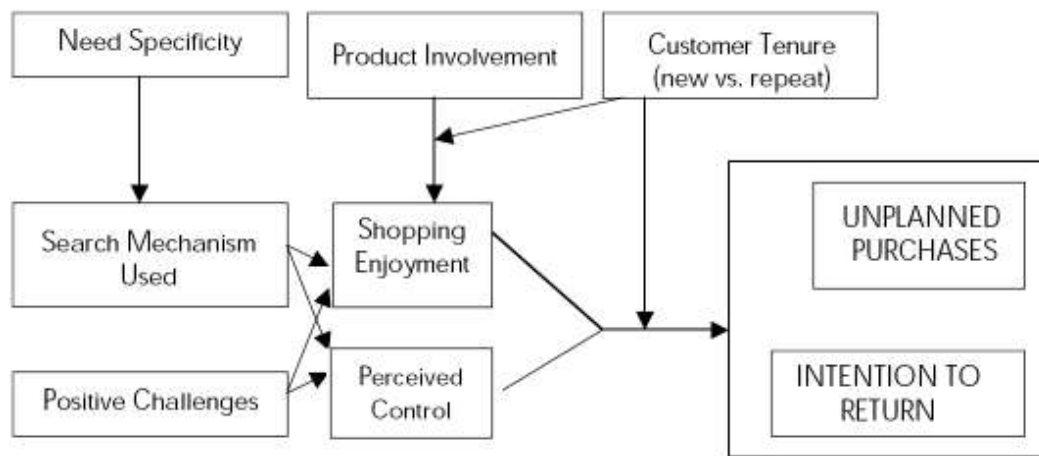 Need Specificity
Product Involvement
Customer Tenure
(new vs. repeat)
Search Mechanism
Used
Shopping
Enjoyment
UNPLANNED
PURCHASES
Positive Challenges
Perceived
Control
INTENTION TO
RETURN